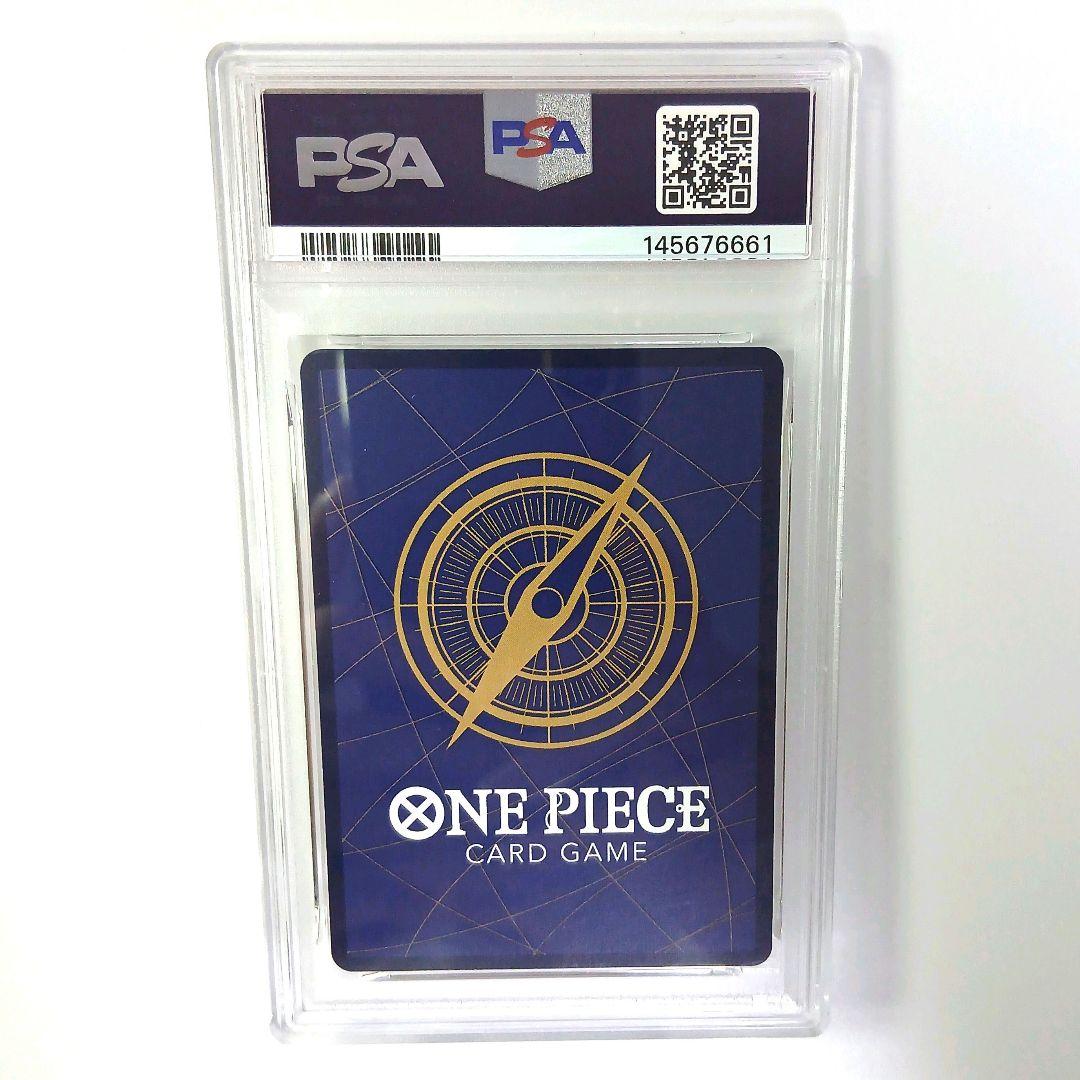 PSA
PSA
145676661
ONE PIECE
CARD GAME